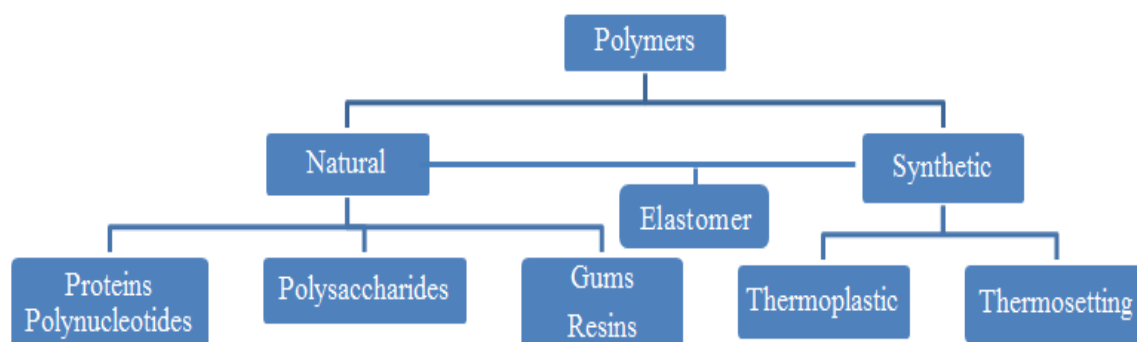 Polymers
Natural
Synthetic
Elastomer
Proteins
Polynucleotides
Polysaccharides
Gums
Resins
Thermoplastic
Thermosetting